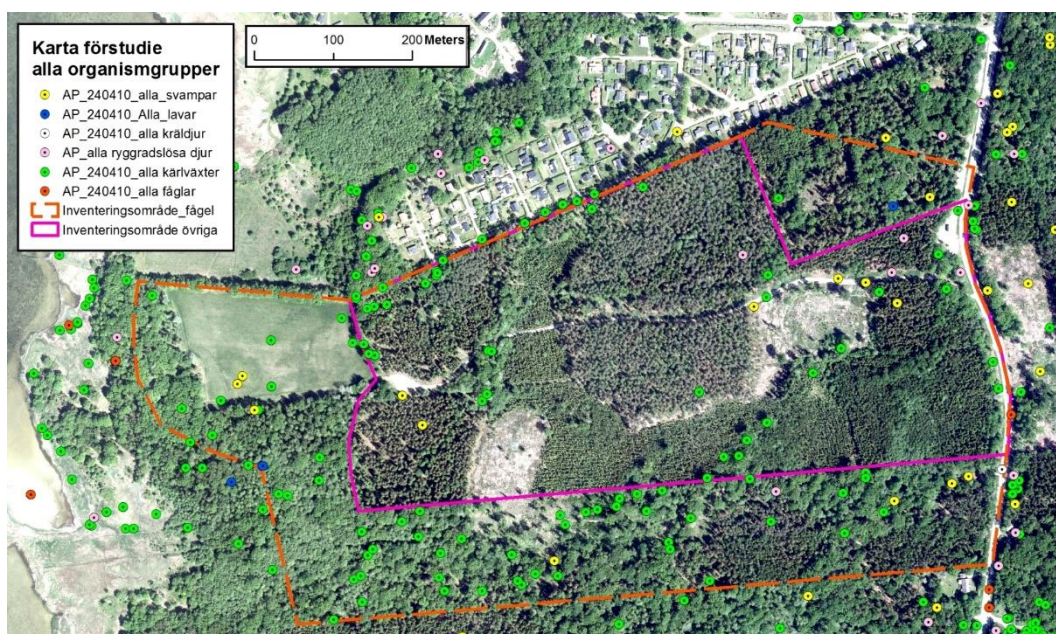 Karta förstudie
alla organismgrupper
AP_240410_alla_svampar
AP_240410_Alla_lavar
AP_240410_alla kräldjur
AP_alla ryggradslösa djur
AP_240410_alla kärlväxter
AP_240410_alla fåglar
Inventeringsområde_fågel
Inventeringsområde övriga
0 100 200 Meters